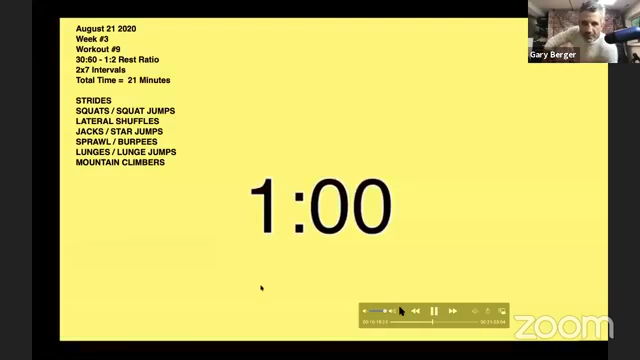 August 21 2020
Week #3
Workout #9
30:60 - 1:2 Rest Ratio
2x7 Intervals
Total Time = 21 Minutes
STRIDES
SQUATS / SQUAT JUMPS
LATERAL SHUFFLES
JACKS / STAR JUMPS
SPRAWL / BURPEES
LUNGES / LUNGE JUMPS
MOUNTAIN CLIMBERS
1:00
Gary Berger
zoom